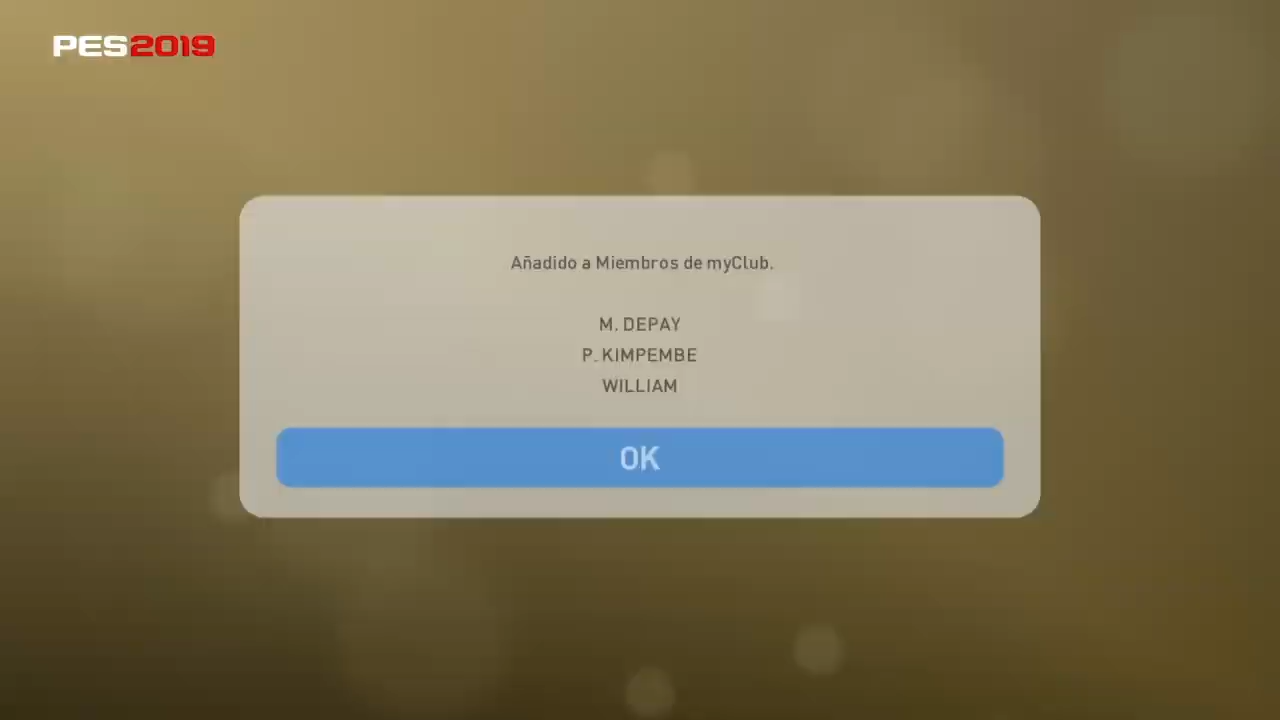 PES2019
Añadido a Miembros de myClub.
M. DEPAY
P. KIMPEMBE
WILLIAM
OK